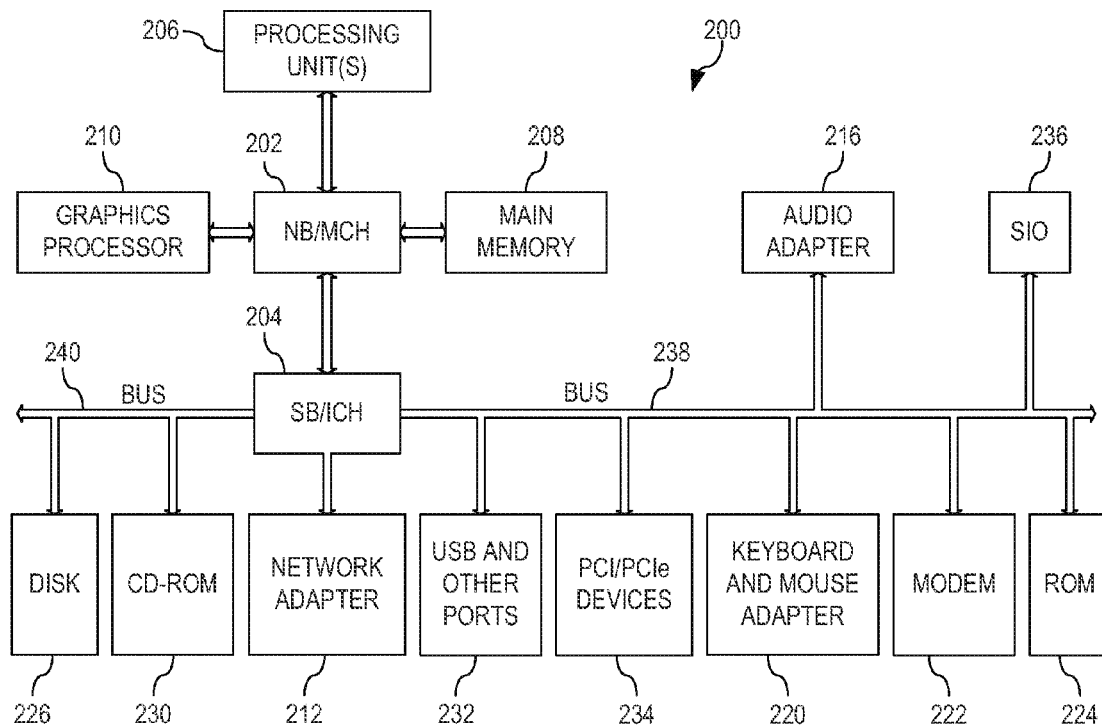 206
PROCESSING
UNIT(S)
200
210
202
208
216
236
GRAPHICS
PROCESSOR
NB/MCH
MAIN
MEMORY
AUDIO
ADAPTER
SIO
204
240
238
BUS
SB/ICH
BUS
DISK
CD-ROM
NETWORK
ADAPTER
USB AND
OTHER
PORTS
PCI/PCIe
DEVICES
KEYBOARD
AND MOUSE
ADAPTER
MODEM
ROM
226
230
212
232
234
220
222
224